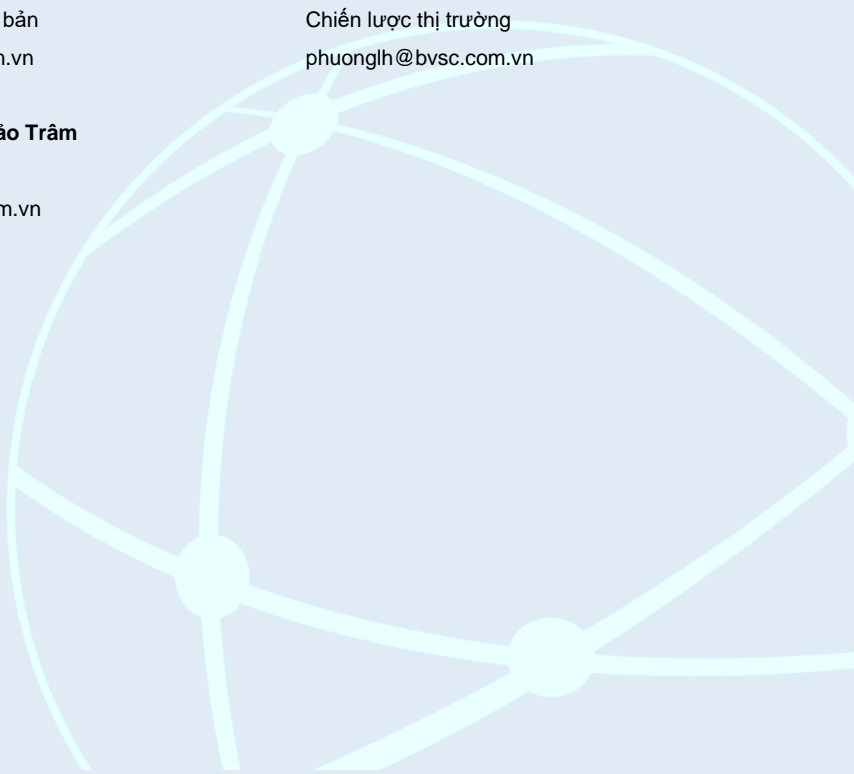 bản
Chiến lược thị trường
n.vn
phuonglh@bvsc.com.vn
ảo Trâm
m.vn